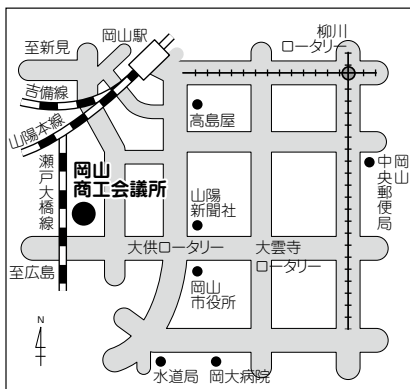 岡山駅
柳川
ロータリー
至新見
吉備線
山陽本線
高島屋
瀬戸大橋線
岡山
商工会議所
岡山
中央郵便局
山陽
新聞社
大供ロータリー
大雲寺
ロータリー
至広島
岡山
市役所
N
水道局
岡大病院